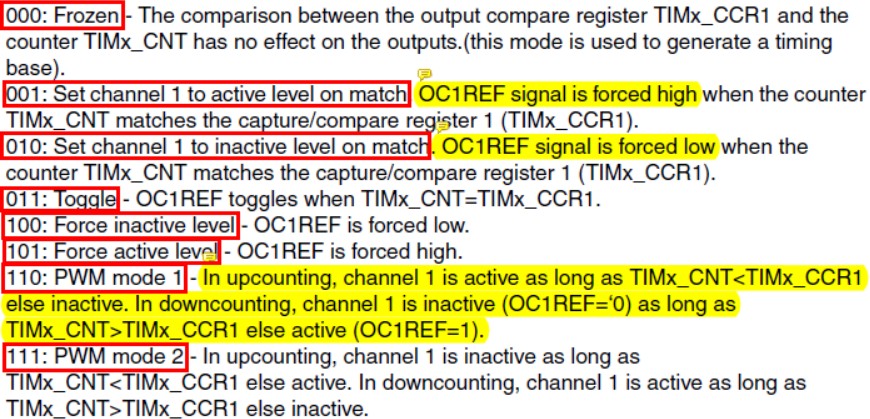 000: Frozen - The comparison between the output compare register TIMx_CCR1 and the
counter TIMx_CNT has no effect on the outputs.(this mode is used to generate a timing
base).
001: Set channel 1 to active level on match. OC1REF signal is forced high when the counter
TIMx_CNT matches the capture/compare register 1 (TIMx_CCR1).
010: Set channel 1 to inactive level on match. OC1REF signal is forced low when the
counter TIMx_CNT matches the capture/compare register 1 (TIMx_CCR1).
011: Toggle - OC1REF toggles when TIMx_CNT=TIMx_CCR1.
100: Force inactive level - OC1REF is forced low.
101: Force active level - OC1REF is forced high.
110: PWM mode 1 - In upcounting, channel 1 is active as long as TIMx_CNT<TIMx_CCR1
else inactive. In downcounting, channel 1 is inactive (OC1REF=‘0) as long as
TIMx_CNT>TIMx_CCR1 else active (OC1REF=1).
111: PWM mode 2 - In upcounting, channel 1 is inactive as long as
TIMx_CNT<TIMx_CCR1 else active. In downcounting, channel 1 is active as long as
TIMx_CNT>TIMx_CCR1 else inactive.